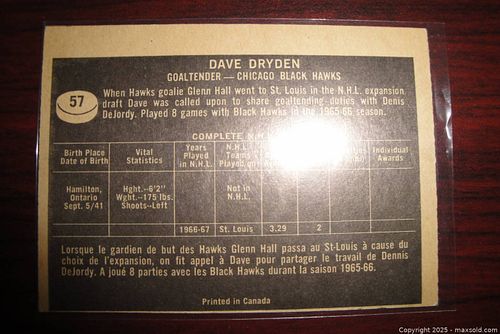 DAVE DRYDEN
GOALTENDER — CHICAGO BLACK HAWKS
57
When Hawks goalie Glenn Hall went to St. Louis in the N.H.L. expansion
draft Dave was called upon to share goaltending duties with Denis
DeJordy. Played 8 games with Black Hawks in the 1965-66 season.
COMPLETE N.H.L.
Birth Place
Date of Birth
Vital
Statistics
Years
Played
in N.H.L.
N.H.L.
Teams
Played on
Individual
Awards
Hamilton,
Ontario
Sept. 5/41
Hght.--6'2"
Wght.--175 lbs.
Shoots--Left
Not in
N.H.L.
1966-67 St. Louis 3.29 2
Lorsque le gardien de but des Hawks Glenn Hall passa au St-Louis à cause du
choix de l'expansion, on fit appel à Dave pour partager le travail de Dennis
DeJordy. A joué 8 parties avec les Black Hawks durant la saison 1965-66.
Printed in Canada
Copyright © 2025 - maxsold.com